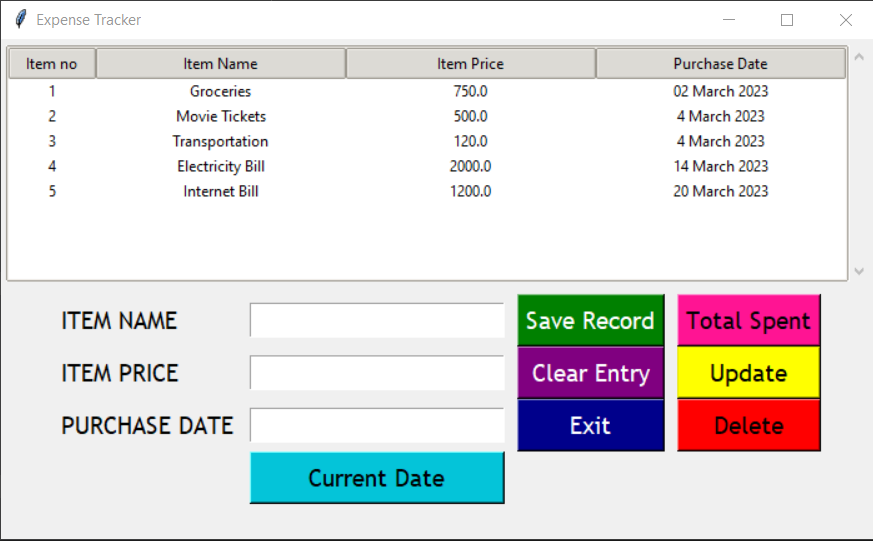 Expense Tracker
Item no Item Name Item Price Purchase Date
1 Groceries 750.0 02 March 2023
2 Movie Tickets 500.0 4 March 2023
3 Transportation 120.0 4 March 2023
4 Electricity Bill 2000.0 14 March 2023
5 Internet Bill 1200.0 20 March 2023
ITEM NAME Save Record Total Spent
ITEM PRICE Clear Entry Update
PURCHASE DATE Exit Delete
Current Date